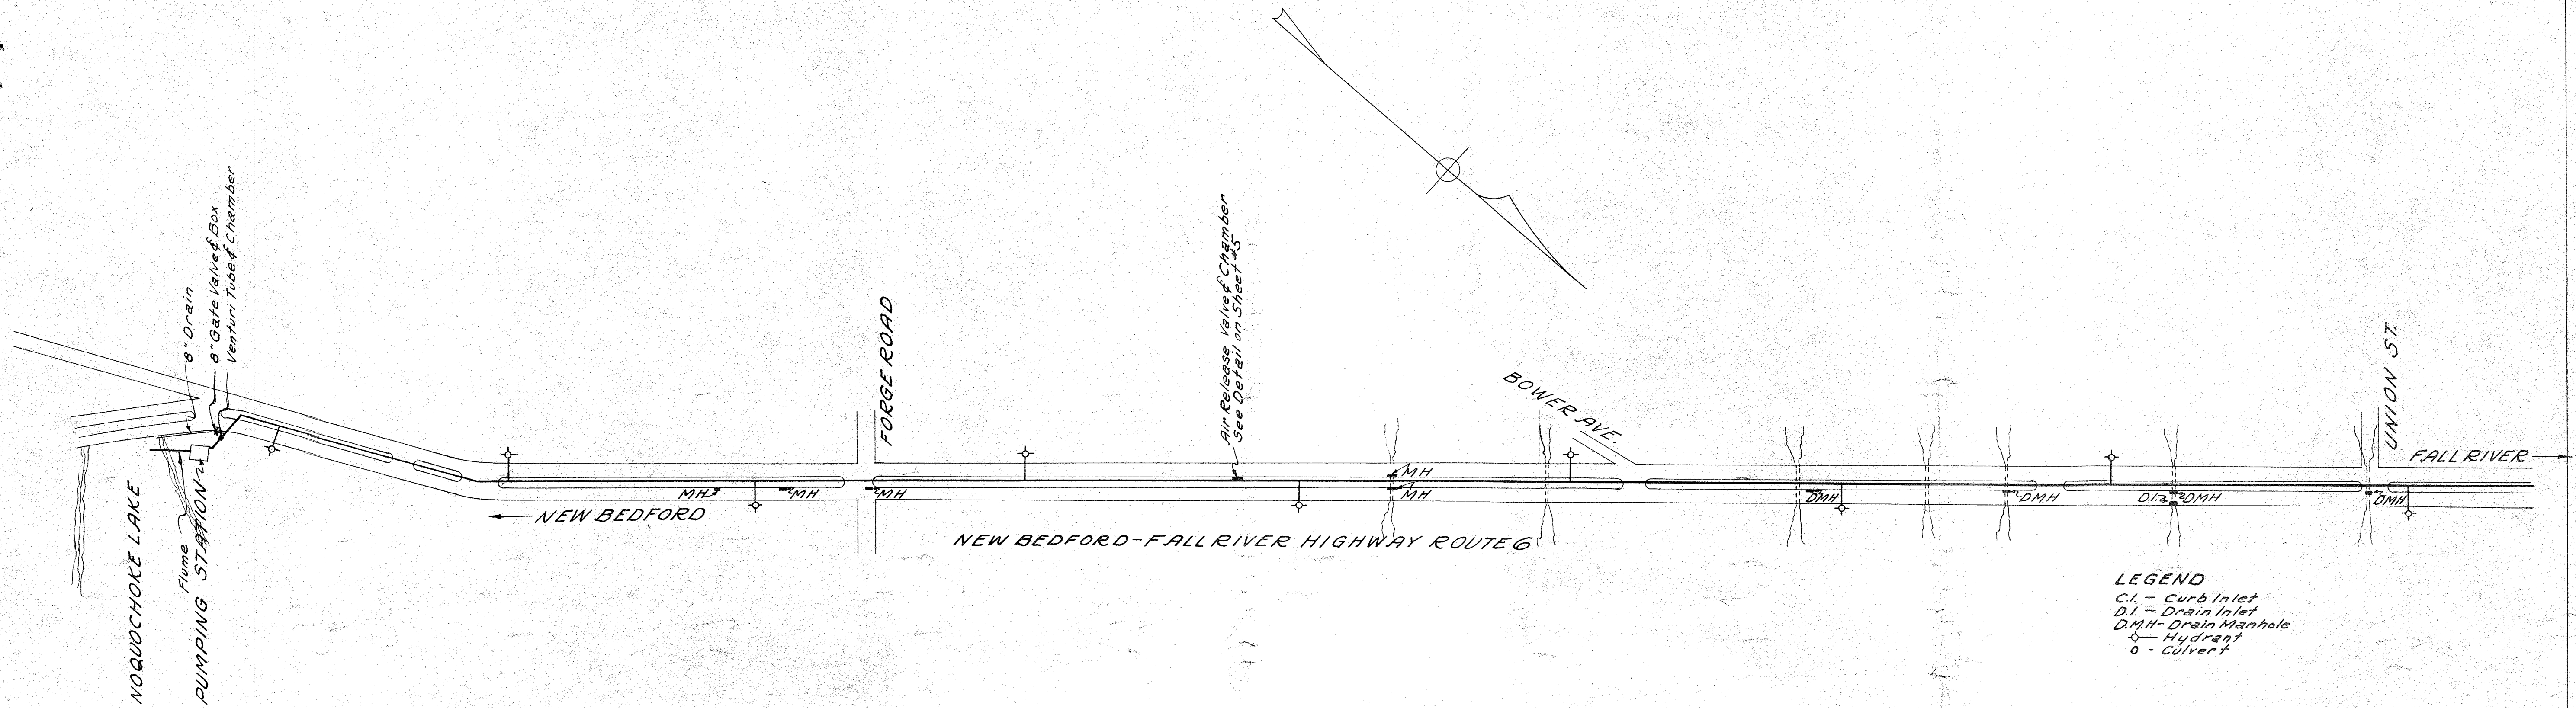 8" Drain
8" Gate Valve & Box
Venturi Tube & Chamber
NOQUOCHOKE LAKE
Flume
PUMPING STATION
NEW BEDFORD
MH
MH
FORGE ROAD
MH
Air Release Valve & Chamber
See Detail on Sheet #5
MH
MH
NEW BEDFORD-FALL RIVER HIGHWAY ROUTE 6
BOWER AVE.
DMH
DMH
D.I.
DMH
UNION ST.
DMH
FALL RIVER
LEGEND
C.I. - Curb Inlet
D.I. - Drain Inlet
D.M.H - Drain Manhole
Hydrant
Culvert